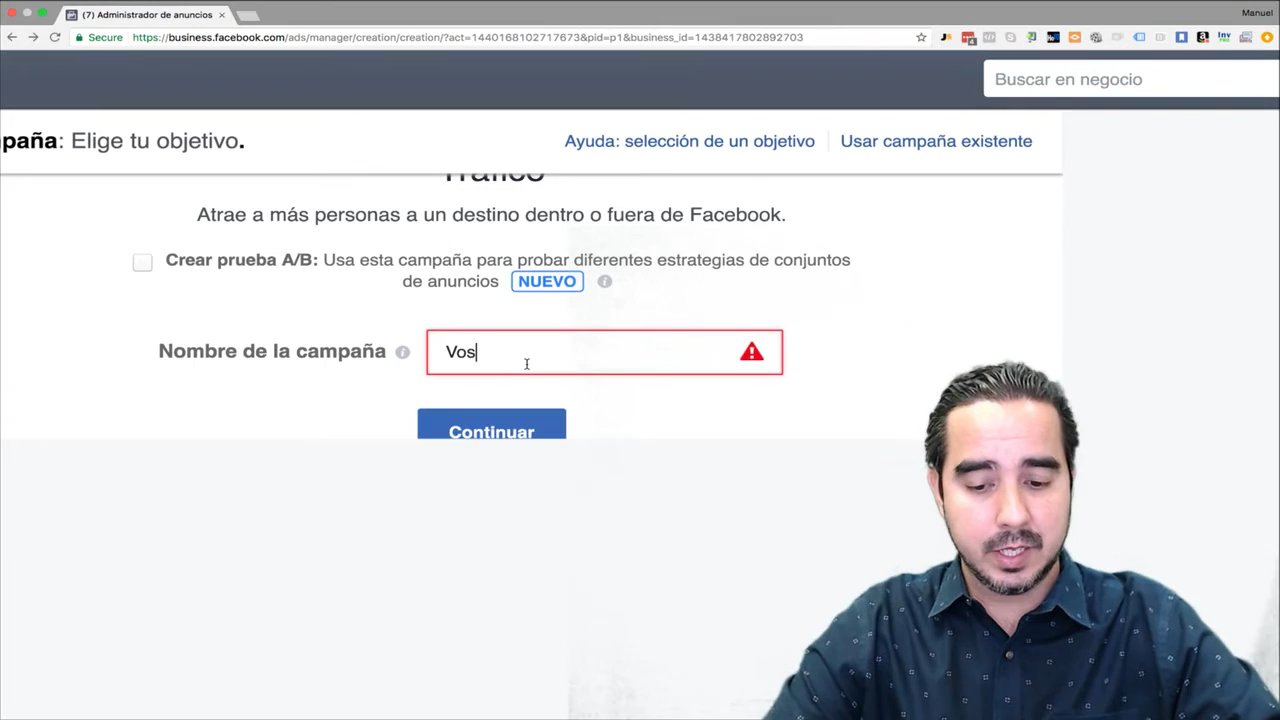 (7) Administrador de anuncios
Manuel
Secure
https://business.facebook.com/ads/manager/creation/creation/?act=1440168102717673&pid=p1&business_id=1438417802892703
Buscar en negocio
paña: Elige tu objetivo.
Ayuda: selección de un objetivo
Usar campaña existente
Tráfico
Atrae a más personas a un destino dentro o fuera de Facebook.
Crear prueba A/B: Usa esta campaña para probar diferentes estrategias de conjuntos
de anuncios NUEVO
Nombre de la campaña
Vos
Continuar